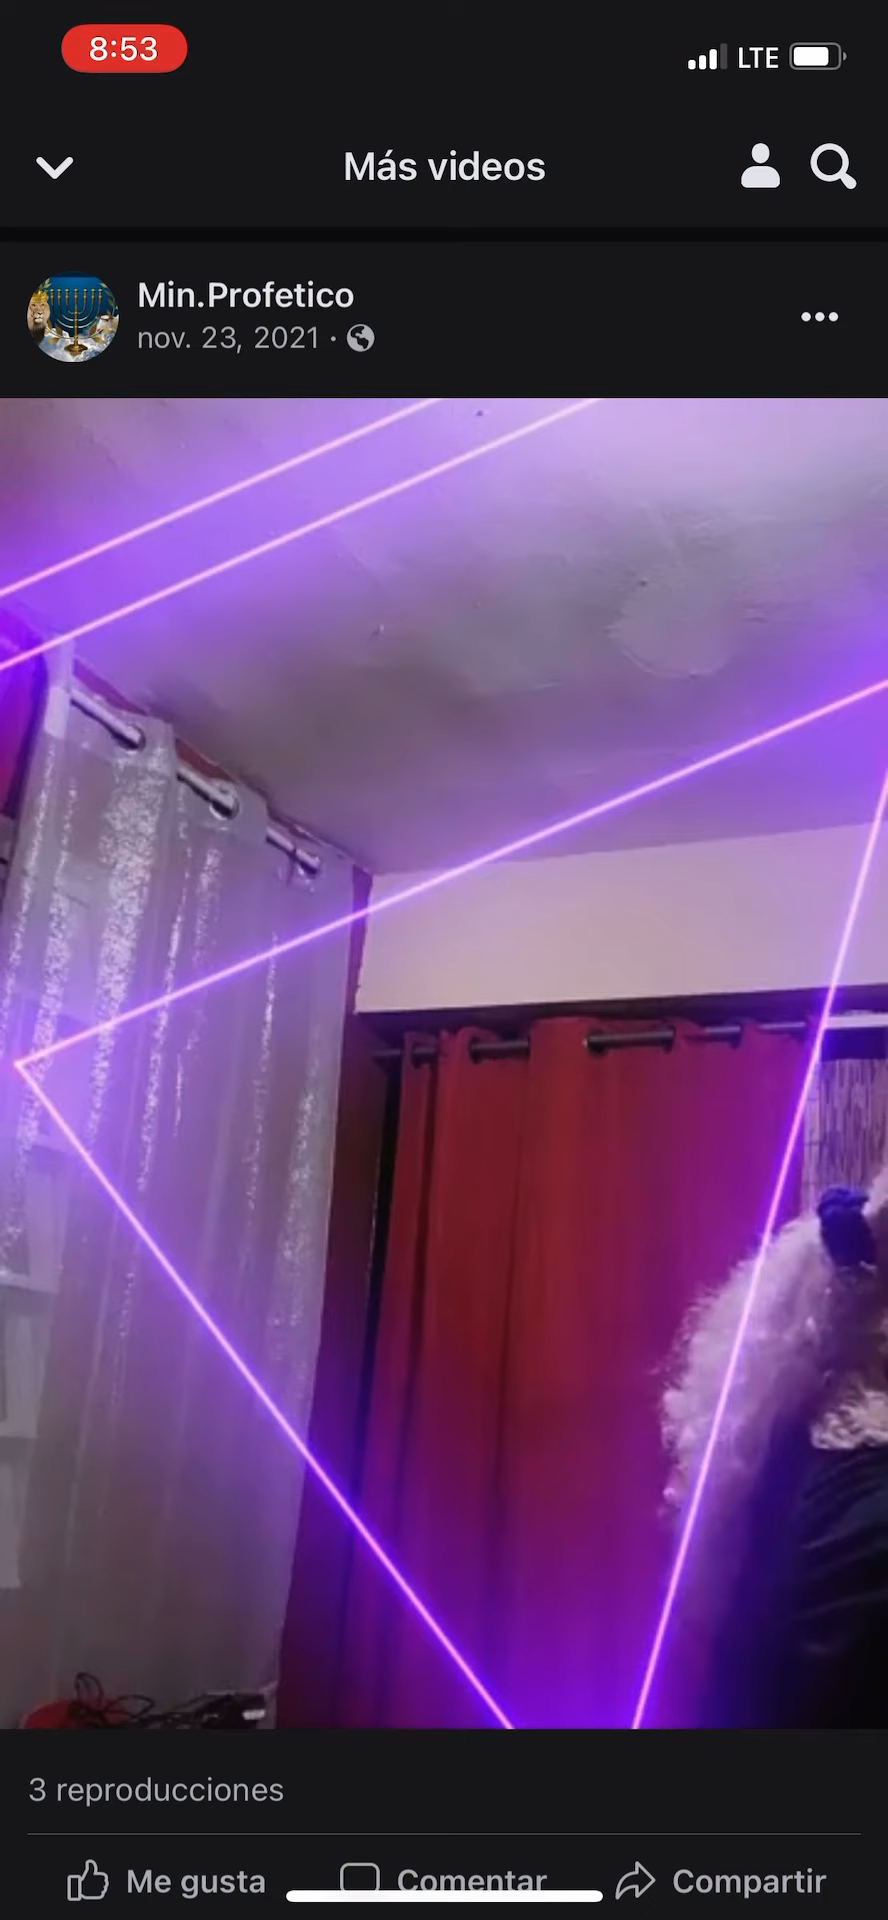 8:53
LTE
Más videos
Min.Profetico
nov. 23, 2021 ·
3 reproducciones
Me gusta
Comentar
Compartir